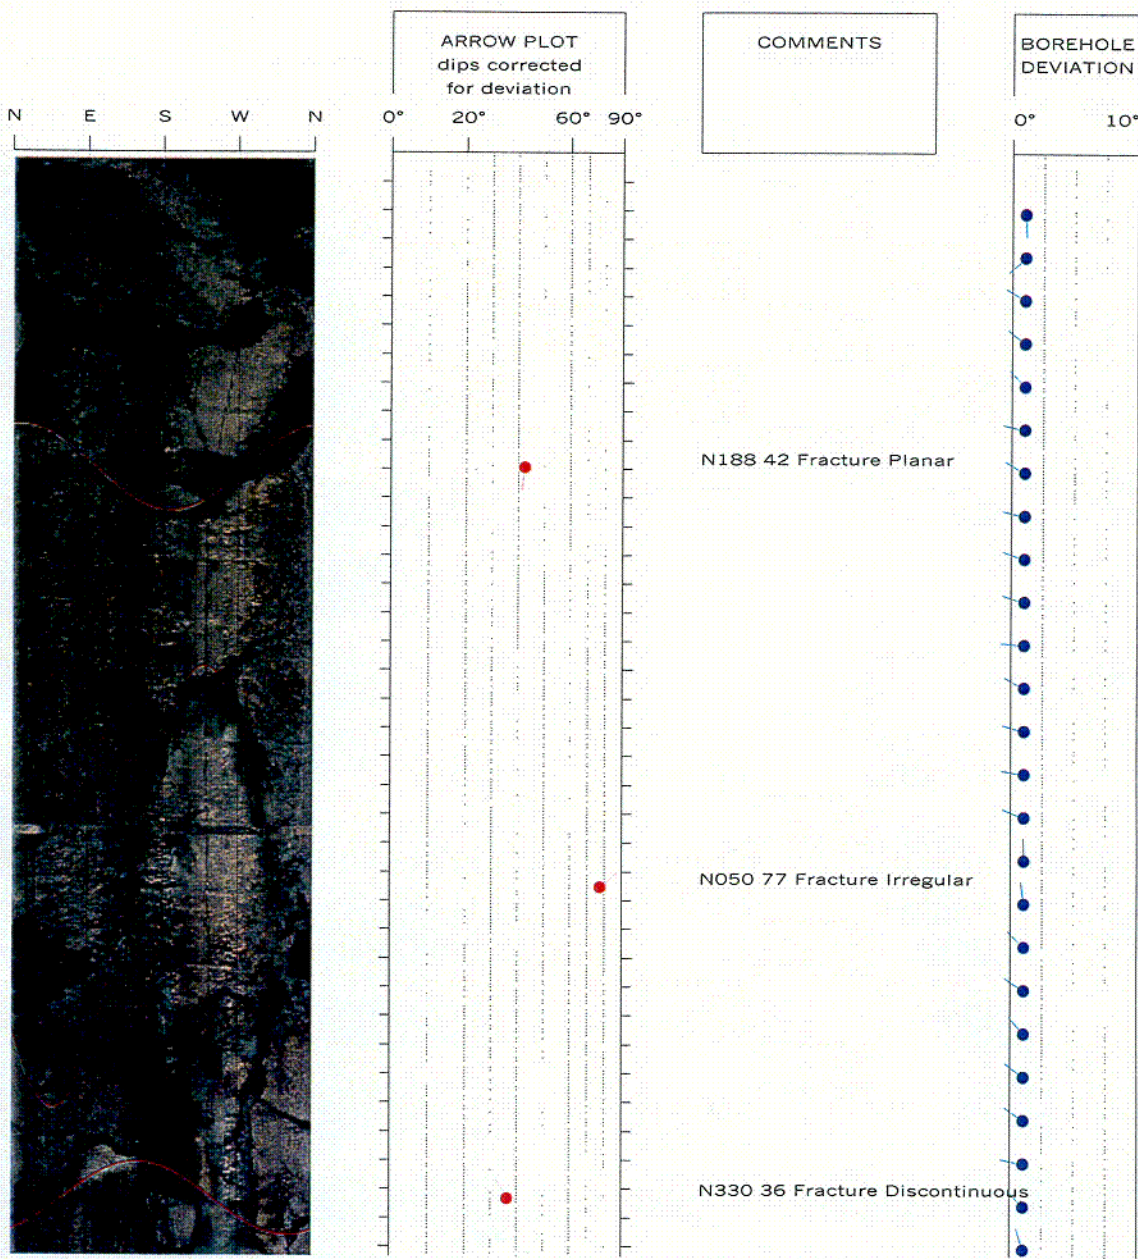 ARROW PLOT
dips corrected
for deviation
COMMENTS
BOREHOLE
DEVIATION
N E S W N
0° 20° 60° 90°
0° 10°
N188 42 Fracture Planar
N050 77 Fracture Irregular
N330 36 Fracture Discontinuous